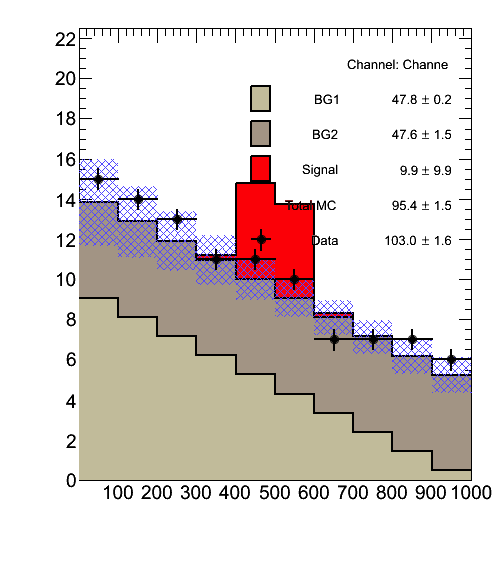 22
20
18
16
14
12
10
8
6
4
2
0
Channel: Channe
BG1 47.8 ± 0.2
BG2 47.6 ± 1.5
Signal 9.9 ± 9.9
Total MC 95.4 ± 1.5
Data 103.0 ± 1.6
100 200 300 400 500 600 700 800 900 1000